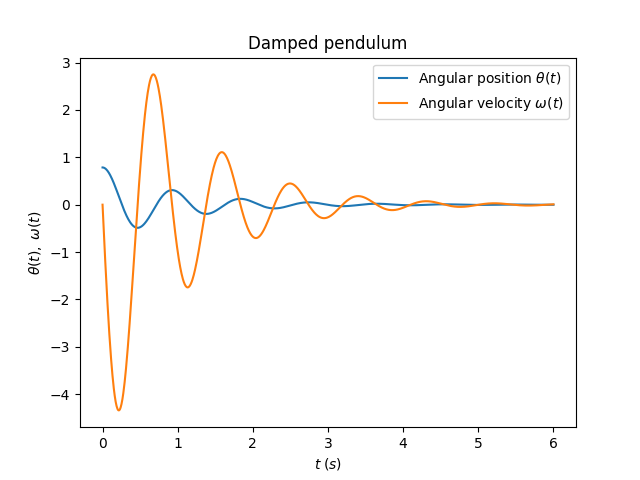 Damped pendulum
Angular position θ(t)
Angular velocity ω(t)
3
2
1
0
−1
−2
−3
−4
θ(t), ω(t)
0 1 2 3 4 5 6
t (s)